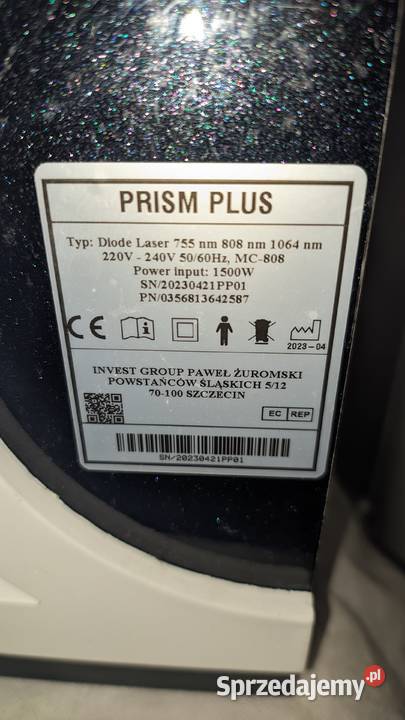 PRISM PLUS
Typ: Diode Laser 755 nm 808 nm 1064 nm
220V - 240V 50/60Hz, MC-808
Power input: 1500W
SN/20230421PP01
PN/0356813642587
CE
i
2023-04
INVEST GROUP PAWEŁ ŻUROMSKI
POWSTAŃCÓW ŚLĄSKICH 5/12
70-100 SZCZECIN
EC REP
SN/20230421PP01
Sprzedajemy.pl